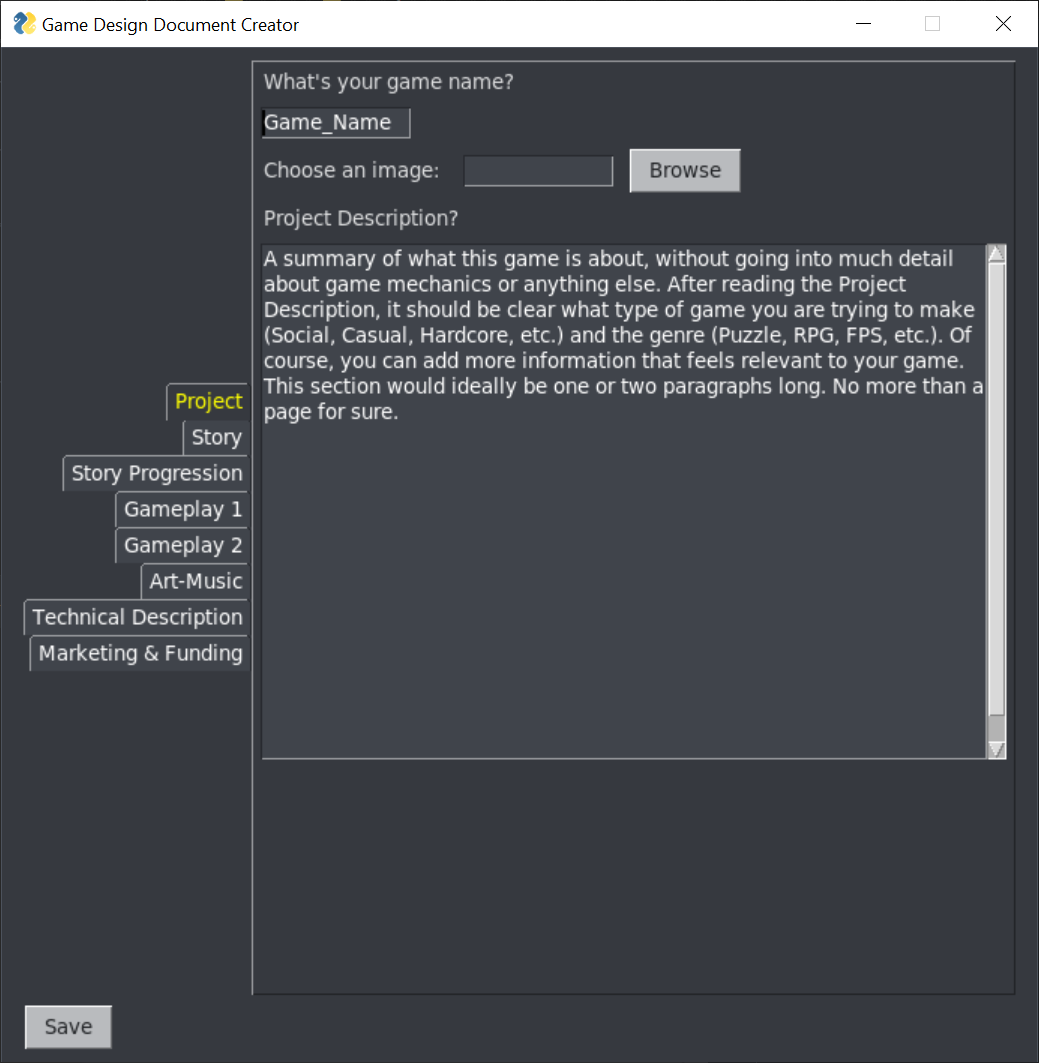 Game Design Document Creator
What's your game name?
Game_Name
Choose an image:
Browse
Project Description?
A summary of what this game is about, without going into much detail
about game mechanics or anything else. After reading the Project
Description, it should be clear what type of game you are trying to make
(Social, Casual, Hardcore, etc.) and the genre (Puzzle, RPG, FPS, etc.). Of
course, you can add more information that feels relevant to your game.
This section would ideally be one or two paragraphs long. No more than a
page for sure.
Project
Story
Story Progression
Gameplay 1
Gameplay 2
Art-Music
Technical Description
Marketing & Funding
Save